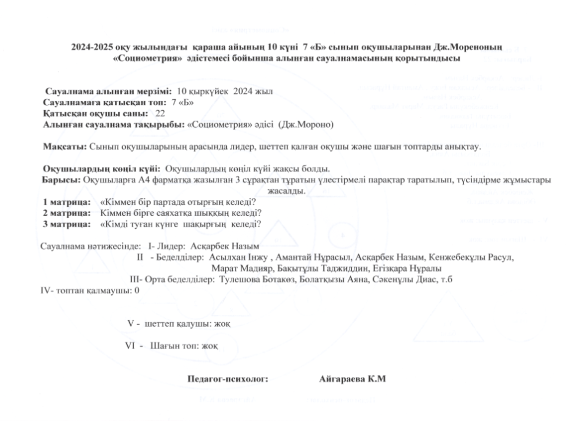 2024-2025 оқу жылындағы қараша айының 10 күні 7 «Б» сынып оқушыларынан Дж.Мореноның
«Социометрия» әдістемесі бойынша алынған сауалнамасының қорытындысы
Сауалнама алынған мерзімі: 10 қыркүйек 2024 жыл
Сауалнамаға қатысқан топ: 7 «Б»
Қатысқан оқушы саны: 22
Алынған сауалнама тақырыбы: «Социометрия» әдісі (Дж.Мороно)
Мақсаты: Сынып оқушыларының арасында лидер, шеттеп қалған оқушы және шағын топтарды анықтау.
Оқушылардың көңіл күйі: Оқушылардың көңіл күйі жақсы болды.
Барысы: Оқушыларға А4 фарматқа жазылған 3 сұрақтан тұратын үлестірмелі парақтар таратылып, түсіндірме жұмыстары
жасалды.
1 матрица: «Кіммен бір партада отырғың келеді?
2 матрица: Кіммен бірге саяхатқа шыққың келеді?
3 матрица: «Кімді туған күнге шақырғың келеді?
Сауалнама нәтижесінде: І- Лидер: Асқарбек Назым
ІІ - Беделділер: Асылхан Інжу , Амантай Нұрасыл, Асқарбек Назым, Кенжебекұлы Расул,
Марат Мадияр, Бақытұлы Таджиддин, Егізқара Нұралы
ІІІ- Орта беделділер: Тулешова Ботакөз, Болатқызы Аяна, Сәкенұлы Диас, т.б
IV- топтан қалмаушы: 0
V - шеттеп қалушы: жоқ
VI - Шағын топ: жоқ
Педагог-психолог: Айгараева К.М